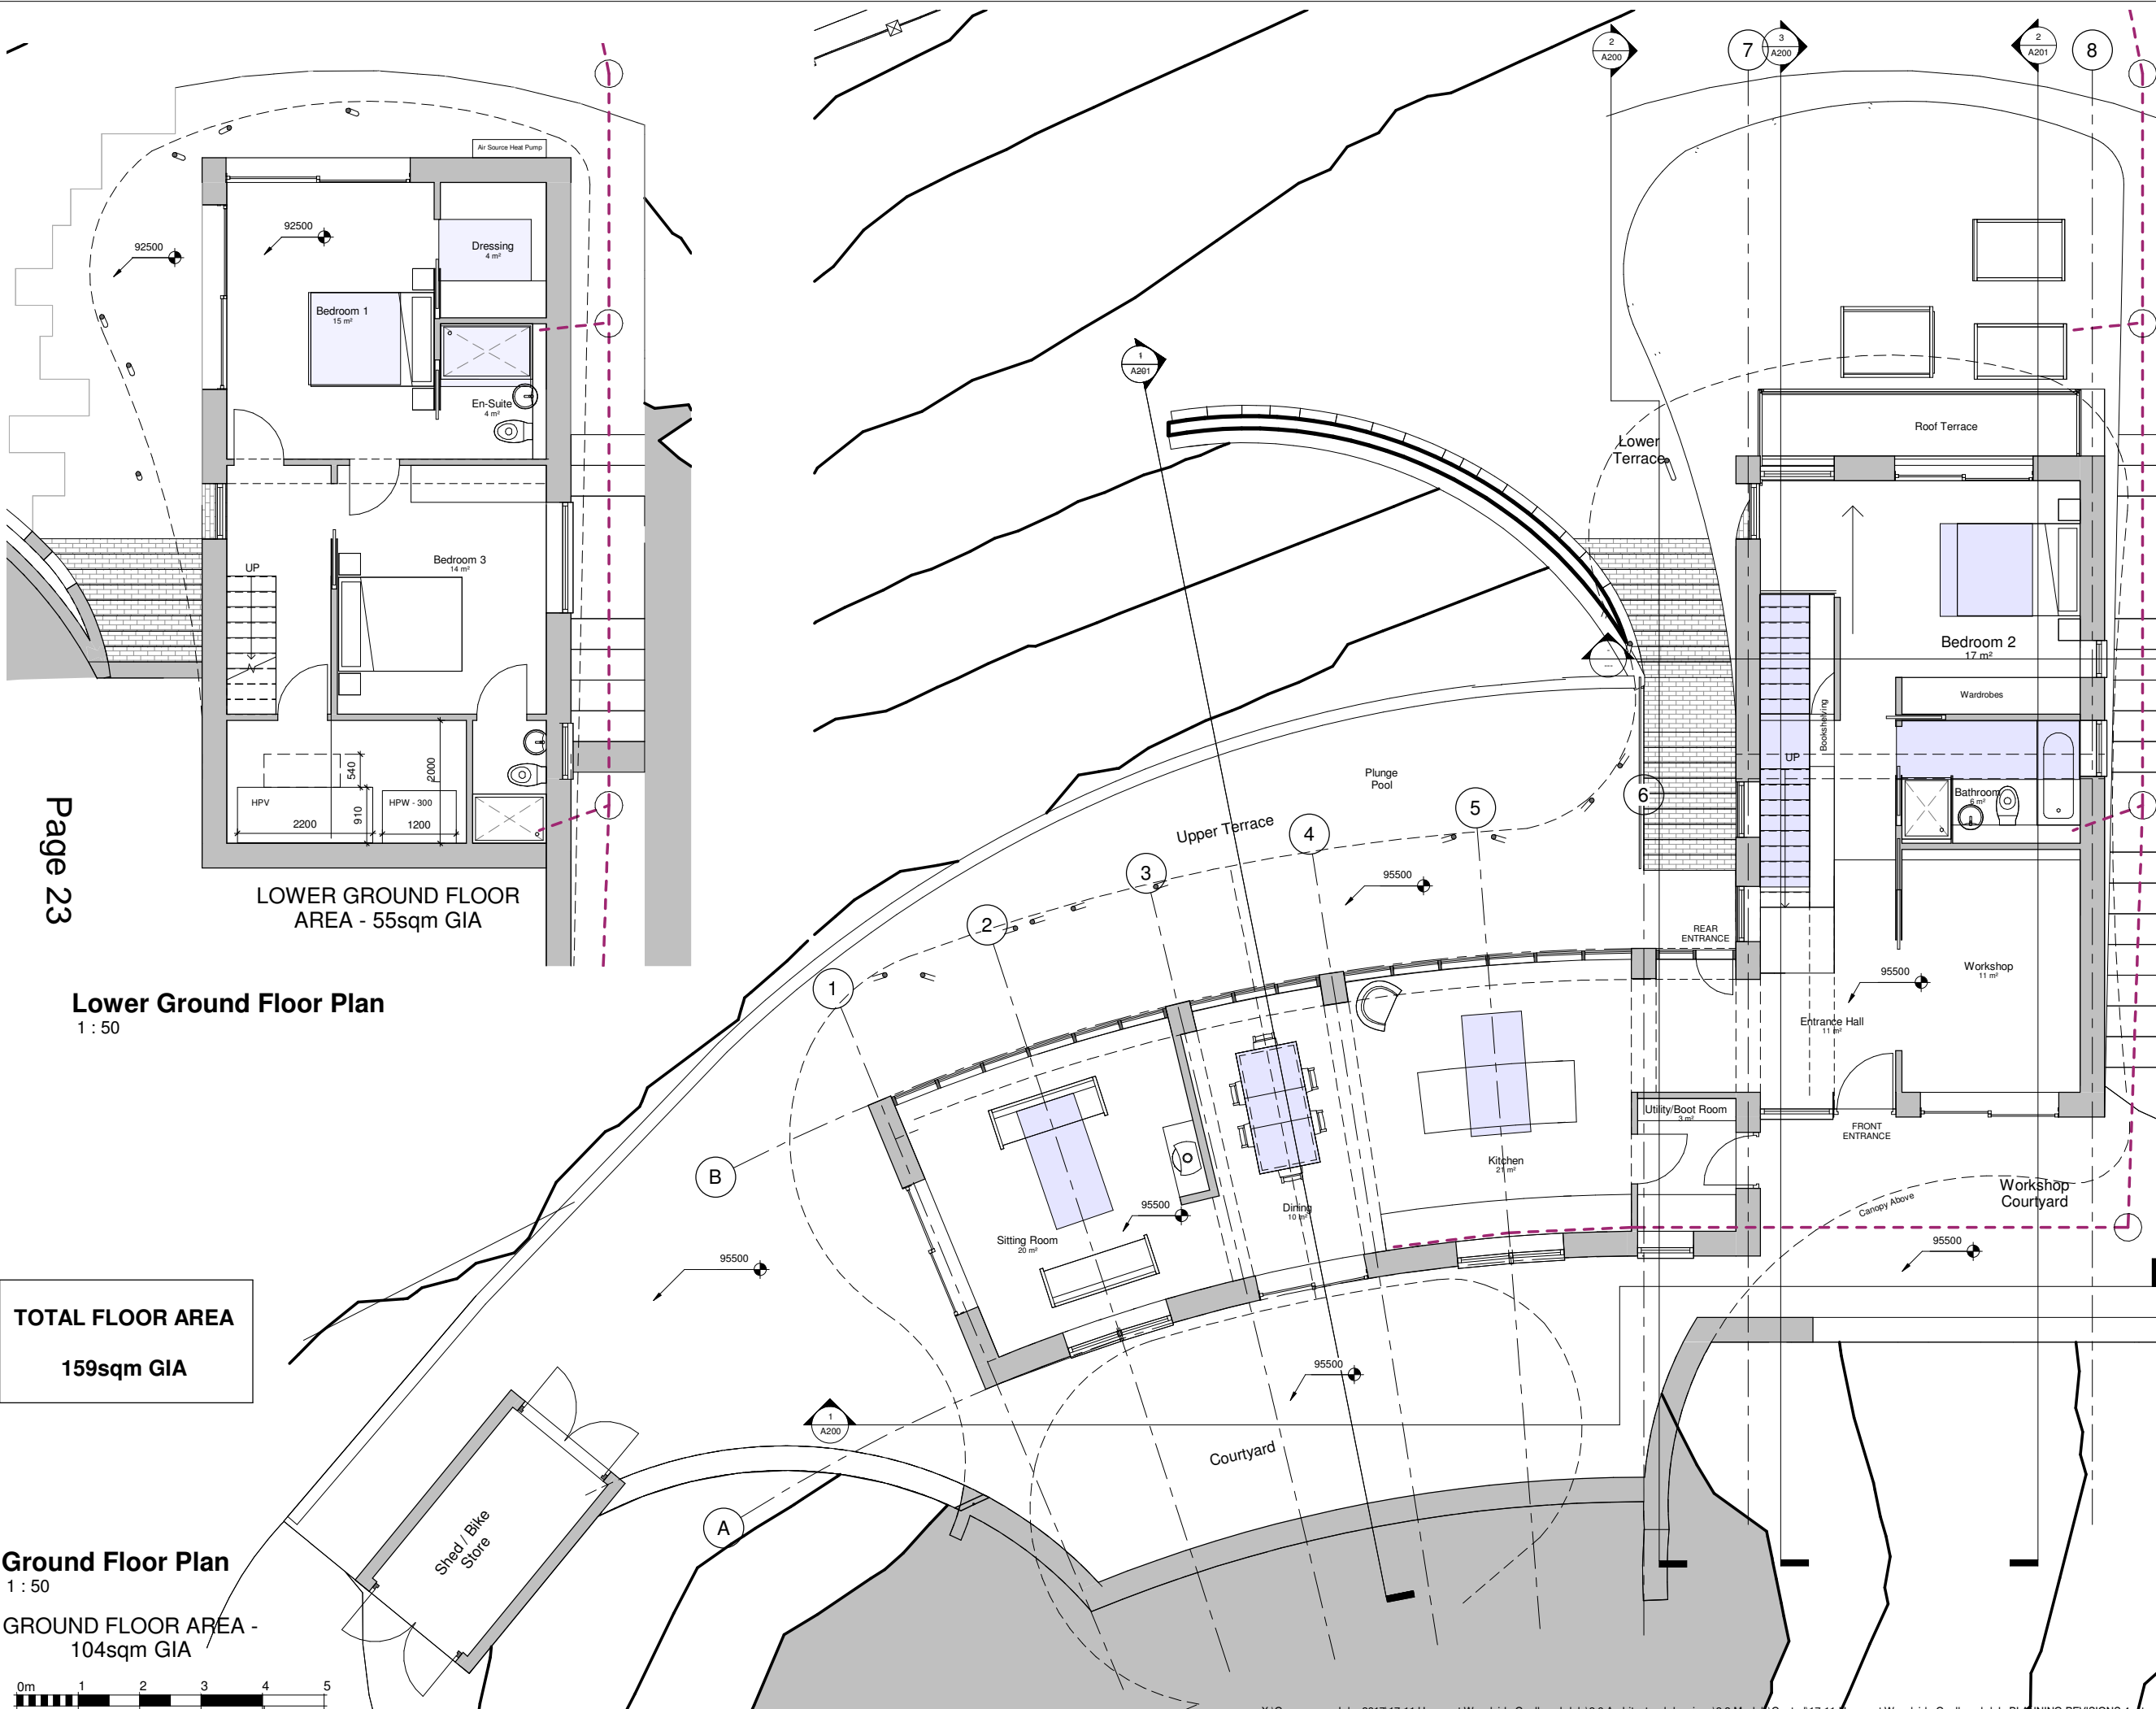 Air Source Heat Pump
92500
92500
Dressing
4 m²
Bedroom 1
15 m²
En-Suite
4 m²
UP
Bedroom 3
14 m²
540
2000
HPV
910
HPW - 300
2200
1200
LOWER GROUND FLOOR
AREA - 55sqm GIA
Page 23
Lower Ground Floor Plan
1 : 50
2
A200
7
3
A200
2
A201
8
1
A201
Roof Terrace
Lower
Terrace
Bedroom 2
17 m²
Wardrobes
Bookshelving
UP
Bathroom
6 m²
Plunge
Pool
Upper Terrace
6
5
4
3
2
1
95500
REAR
ENTRANCE
95500
Workshop
11 m²
Entrance Hall
11 m²
Utility/Boot Room
3 m²
FRONT
ENTRANCE
Kitchen
21 m²
Workshop
Courtyard
Canopy Above
B
95500
Dining
10 m²
Sitting Room
20 m²
95500
95500
95500
TOTAL FLOOR AREA
159sqm GIA
1
A200
Courtyard
A
Shed / Bike
Store
Ground Floor Plan
1 : 50
GROUND FLOOR AREA -
104sqm GIA
0m 1 2 3 4 5